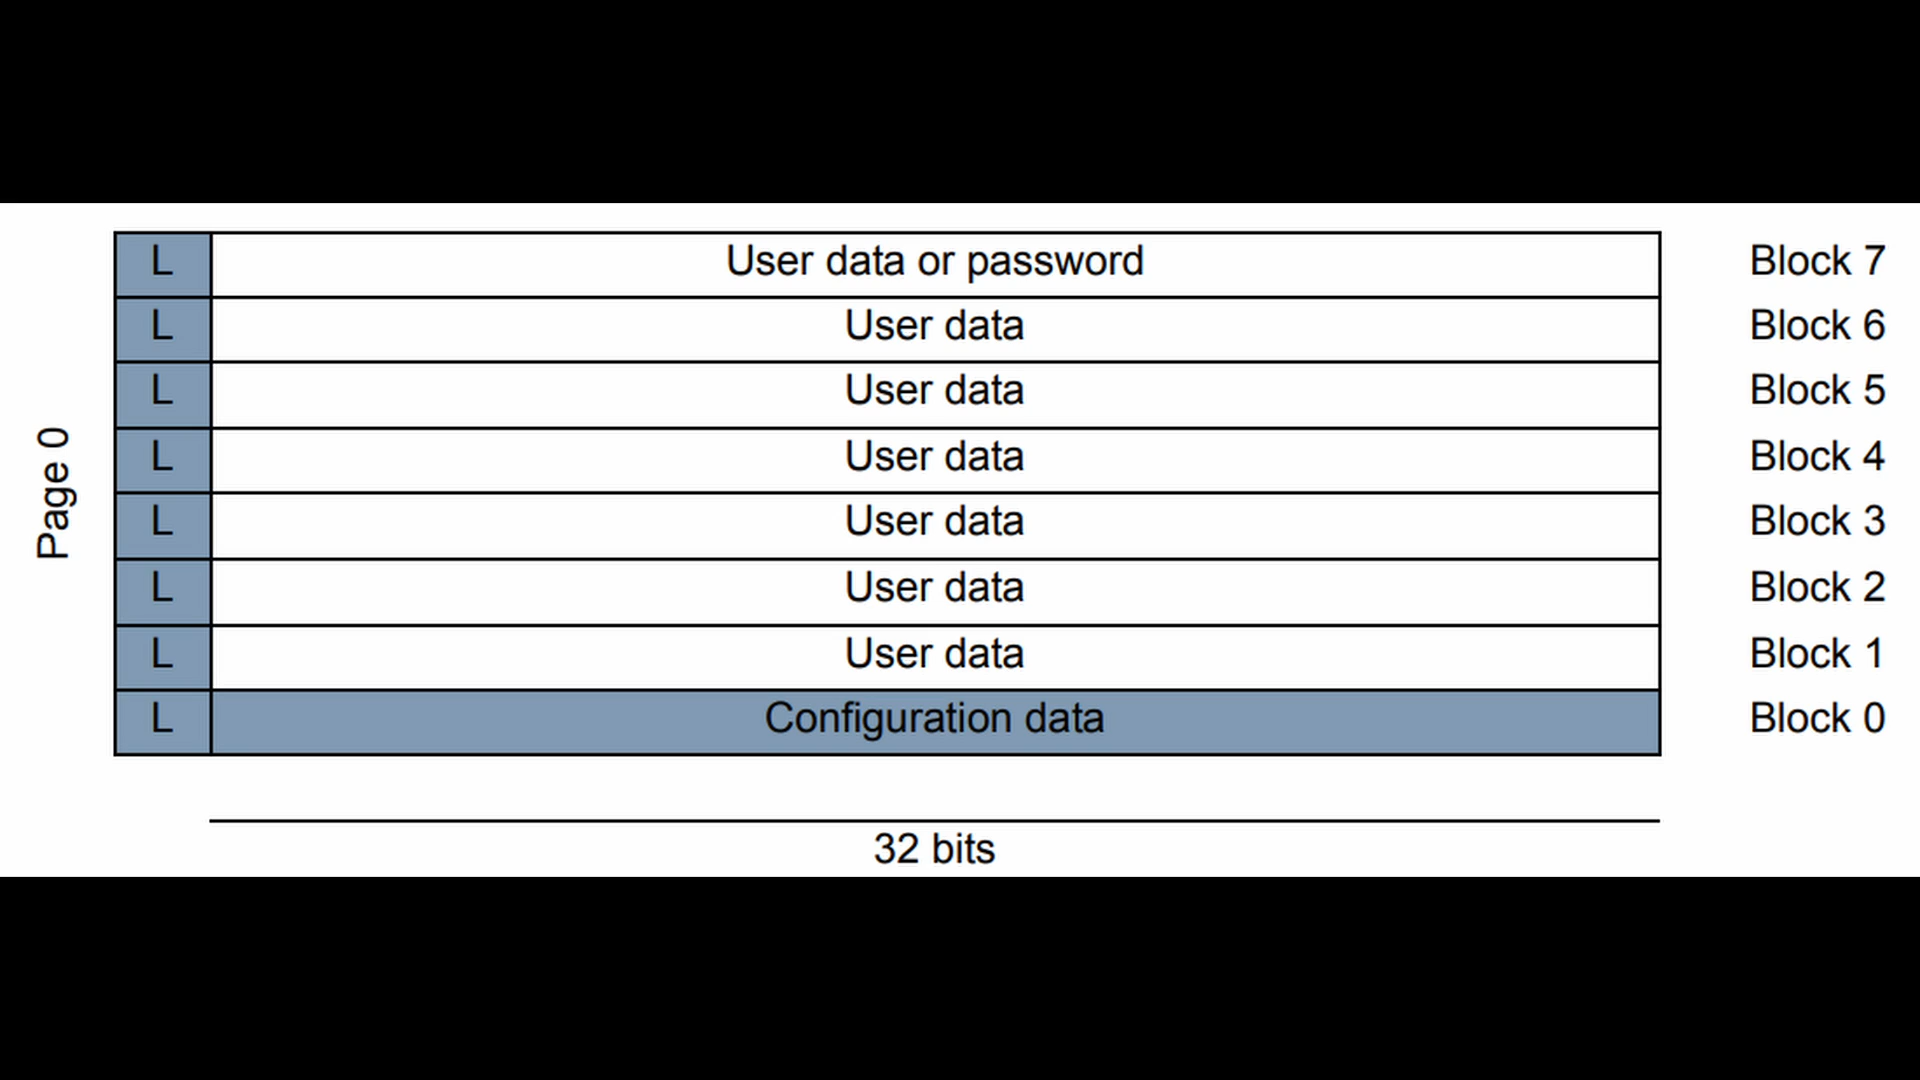 L User data or password Block 7
L User data Block 6
L User data Block 5
L User data Block 4
L User data Block 3
L User data Block 2
L User data Block 1
L Configuration data Block 0
Page 0
32 bits